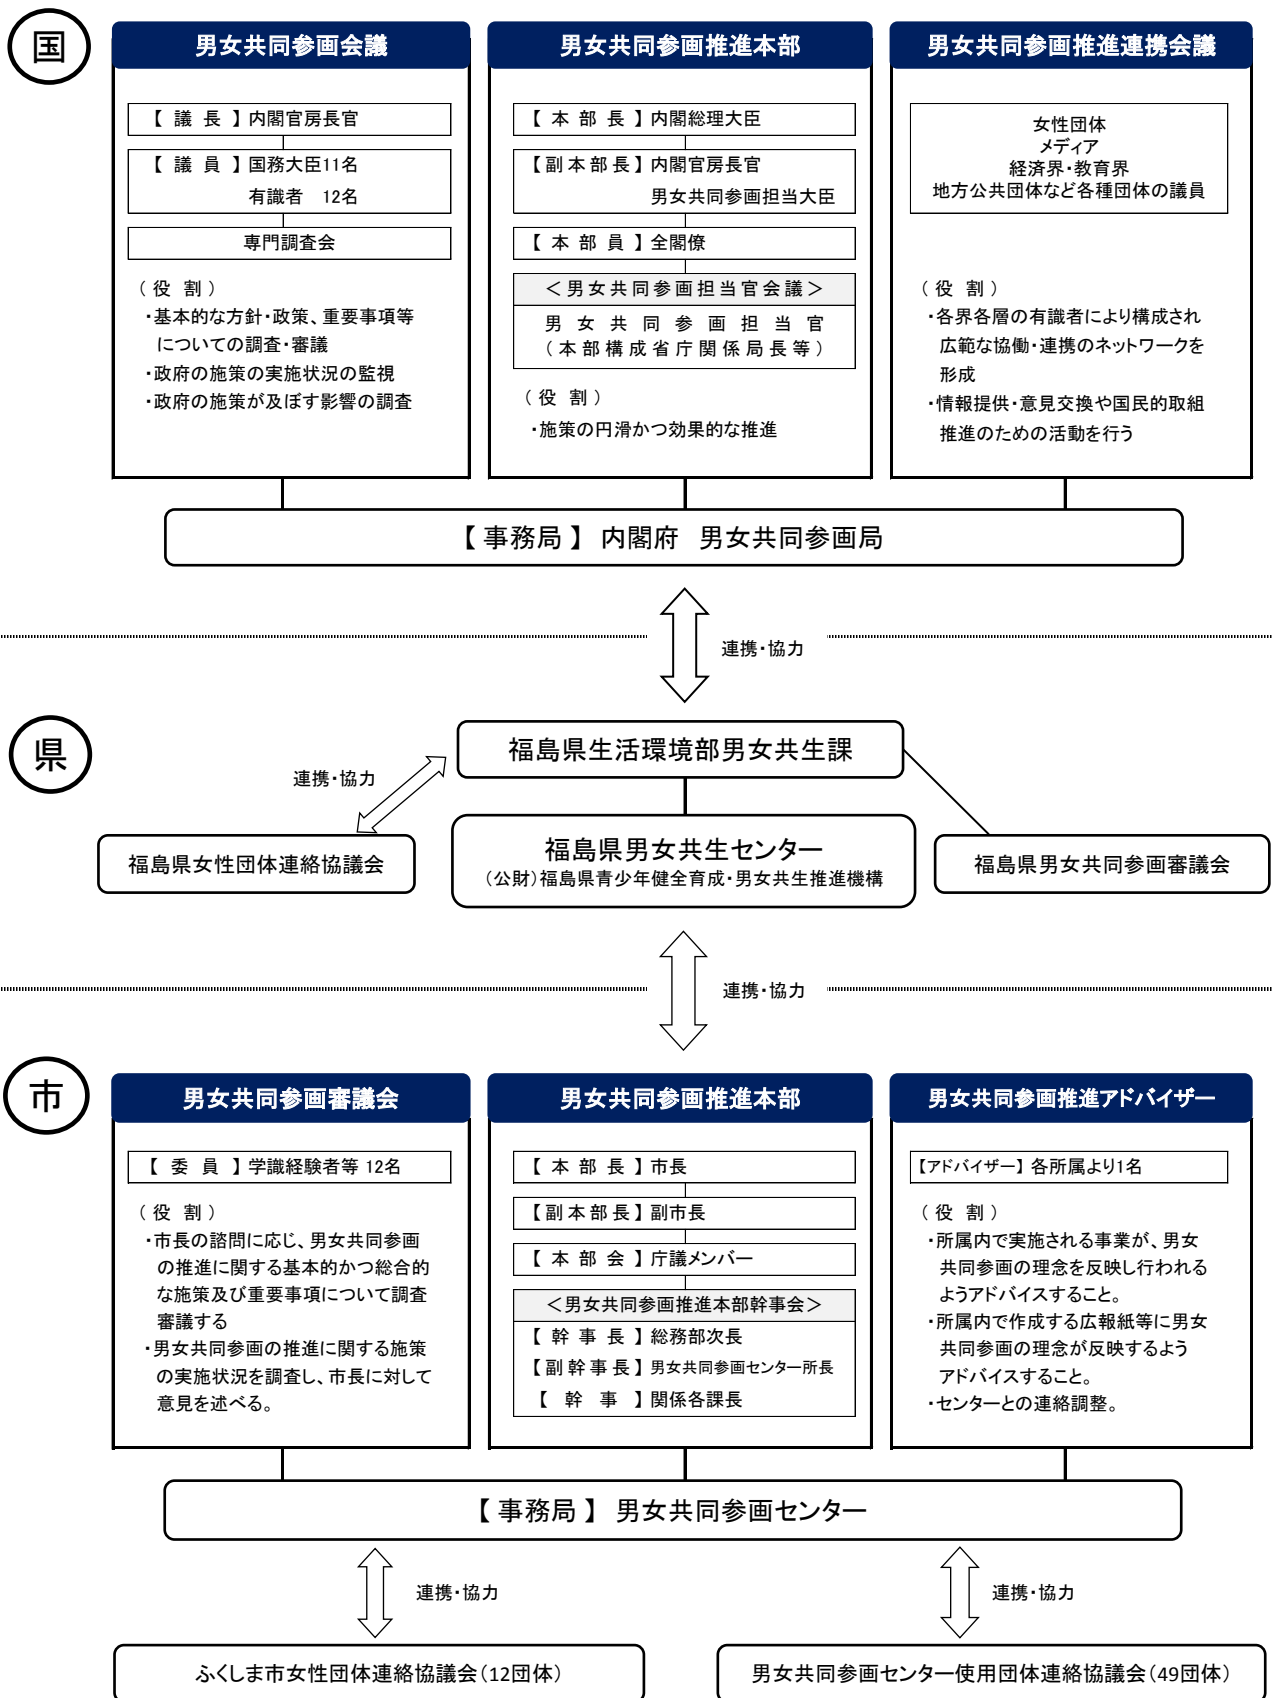 国
男女共同参画会議
【 議 長 】内閣官房長官
【 議 員 】国務大臣11名
有識者 12名
専門調査会
（ 役 割 ）
・基本的な方針・政策、重要事項等
についての調査・審議
・政府の施策の実施状況の監視
・政府の施策が及ぼす影響の調査
男女共同参画推進本部
【 本 部 長 】内閣総理大臣
【副本部長】内閣官房長官
男女共同参画担当大臣
【 本 部 員 】全閣僚
＜男女共同参画担当官会議＞
男女共同参画担当官
（本部構成省庁関係局長等）
（ 役 割 ）
・施策の円滑かつ効果的な推進
男女共同参画推進連携会議
女性団体
メディア
経済界・教育界
地方公共団体など各種団体の議員
（ 役 割 ）
・各界各層の有識者により構成され
広範な協働・連携のネットワークを
形成
・情報提供・意見交換や国民的取組
推進のための活動を行う
【 事務局 】 内閣府 男女共同参画局
連携・協力
県
福島県生活環境部男女共生課
連携・協力
福島県女性団体連絡協議会
福島県男女共生センター
（公財）福島県青少年健全育成・男女共生推進機構
福島県男女共同参画審議会
連携・協力
市
男女共同参画審議会
【 委 員 】学識経験者等 12名
（ 役 割 ）
・市長の諮問に応じ、男女共同参画
の推進に関する基本的かつ総合的
な施策及び重要事項について調査
審議する
・男女共同参画の推進に関する施策
の実施状況を調査し、市長に対して
意見を述べる。
男女共同参画推進本部
【 本 部 長 】市長
【副本部長】副市長
【 本 部 会 】庁議メンバー
＜男女共同参画推進本部幹事会＞
【 幹 事 長 】総務部次長
【副幹事長】男女共同参画センター所長
【 幹 事 】関係各課長
男女共同参画推進アドバイザー
【アドバイザー】各所属より1名
（ 役 割 ）
・所属内で実施される事業が、男女
共同参画の理念を反映し行われる
ようアドバイスすること。
・所属内で作成する広報紙等に男女
共同参画の理念が反映するよう
アドバイスすること。
・センターとの連絡調整。
【 事務局 】 男女共同参画センター
連携・協力
連携・協力
ふくしま市女性団体連絡協議会（12団体）
男女共同参画センター使用団体連絡協議会（49団体）